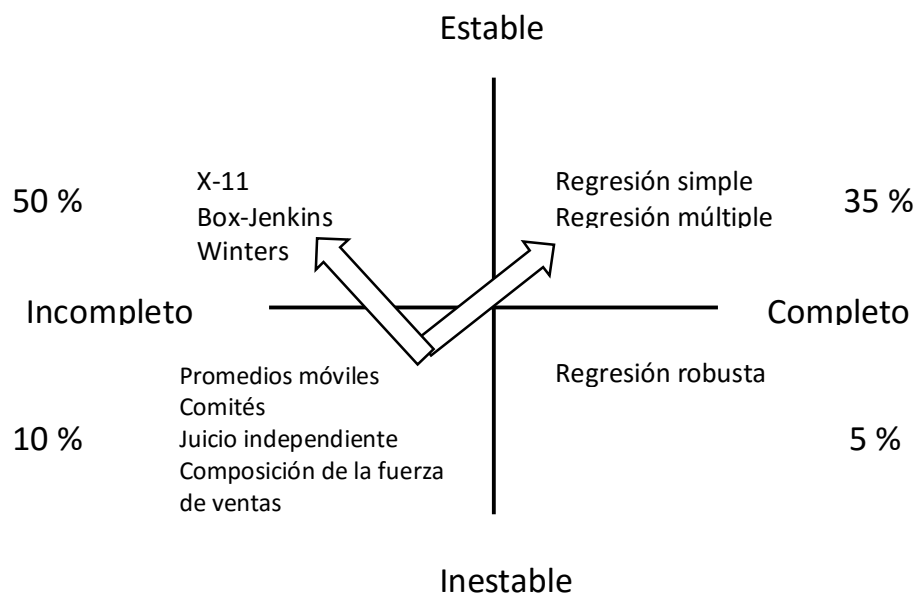 Estable
50 %
X-11
Box-Jenkins
Winters
Regresión simple
Regresión múltiple
35 %
Incompleto
Completo
10 %
Promedios móviles
Comités
Juicio independiente
Composición de la fuerza
de ventas
Regresión robusta
5 %
Inestable